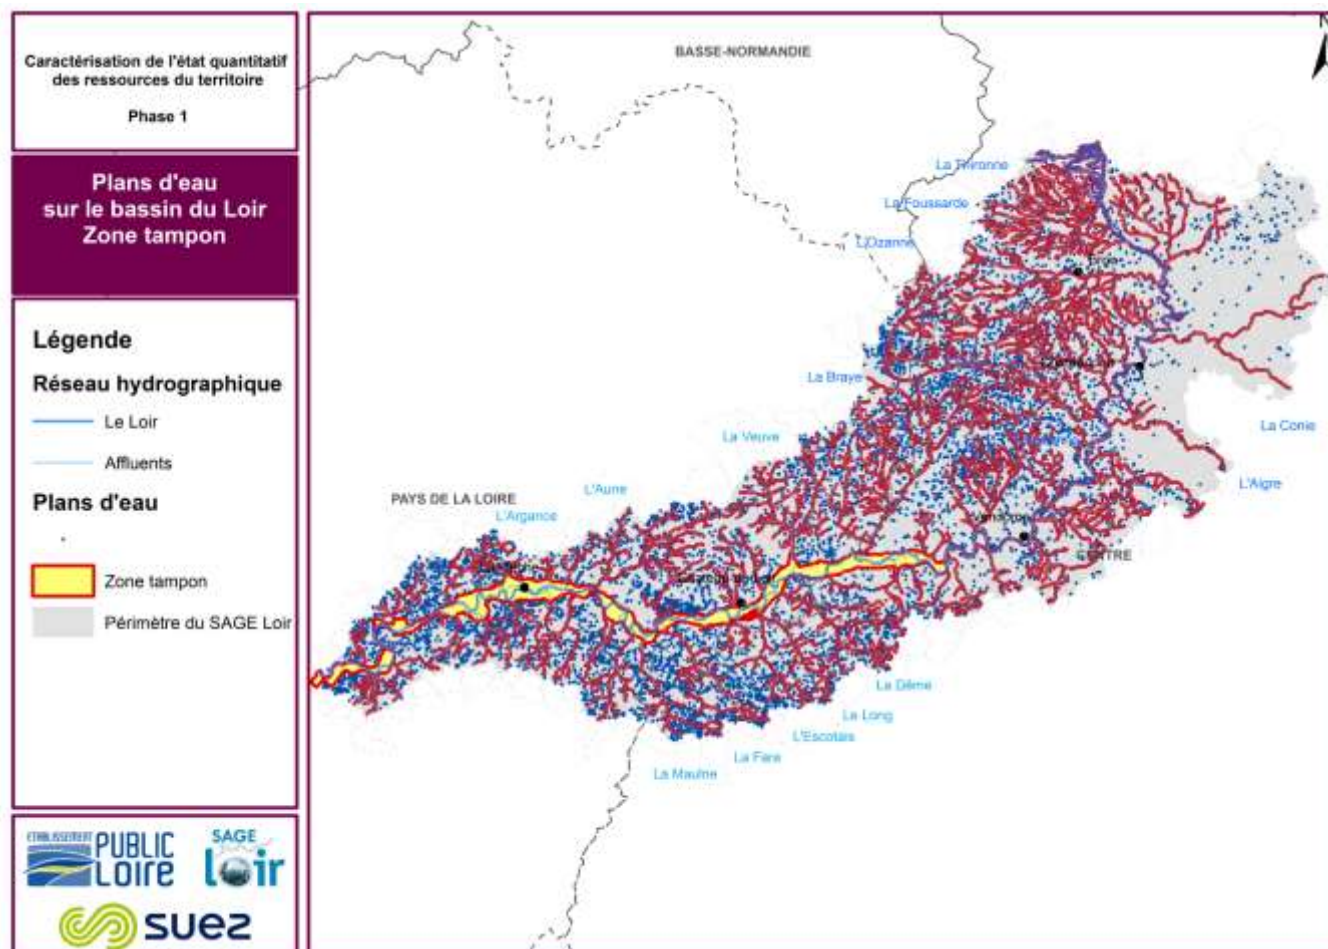 Caractérisation de l'état quantitatif
des ressources du territoire
Phase 1
Plans d'eau
sur le bassin du Loir
Zone tampon
Légende
Réseau hydrographique
Le Loir
Affluents
Plans d'eau
Zone tampon
Périmètre du SAGE Loir
ETABLISSEMENT
PUBLIC
LOIRE
SAGE
loir
suez
N
BASSE-NORMANDIE
La Thironne
La Foussarde
L'Ozanne
La Braye
La Veuve
La Conie
L'Aigre
PAYS DE LA LOIRE
L'Aune
L'Argance
CENTRE
La Dême
Le Long
L'Escotais
La Fare
La Maulne